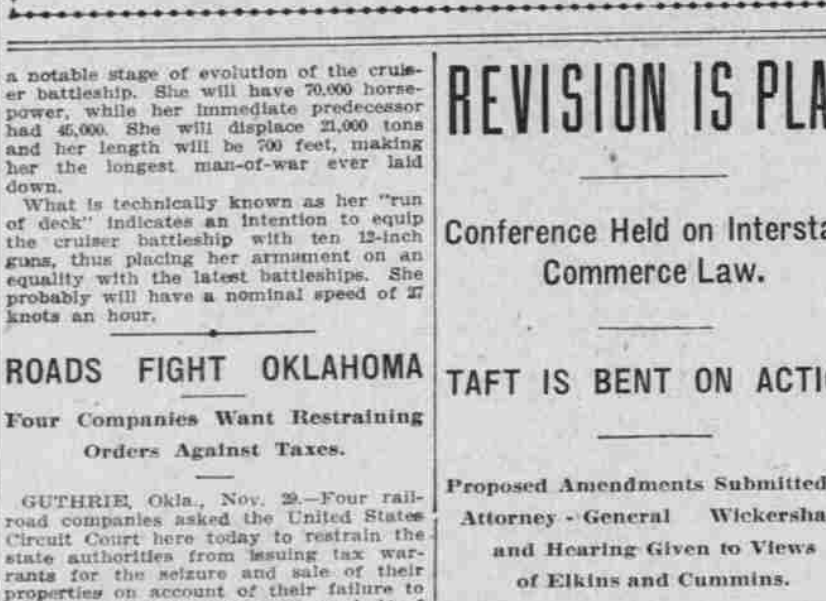 a notable stage of evolution of the cruis-
er battleship. She will have 70,000 horse-
power, while her immediate predecessor
had 45,000. She will displace 21,000 tons
and her length will be 700 feet, making
her the longest man-of-war ever laid
down.
What is technically known as her "run
of deck" indicates an intention to equip
the cruiser battleship with ten 12-inch
guns, thus placing her armament on an
equality with the latest battleships. She
probably will have a nominal speed of 27
knots an hour.
ROADS FIGHT OKLAHOMA
Four Companies Want Restraining
Orders Against Taxes.
GUTHRIE, Okla., Nov. 29.—Four rail-
road companies asked the United States
Circuit Court here today to restrain the
state authorities from issuing tax war-
rants for the seizure and sale of their
properties on account of their failure to
REVISION IS PLA
Conference Held on Intersta
Commerce Law.
TAFT IS BENT ON ACTI
Proposed Amendments Submitted
Attorney-General Wickersha
and Hearing Given to Views
of Elkins and Cummins.